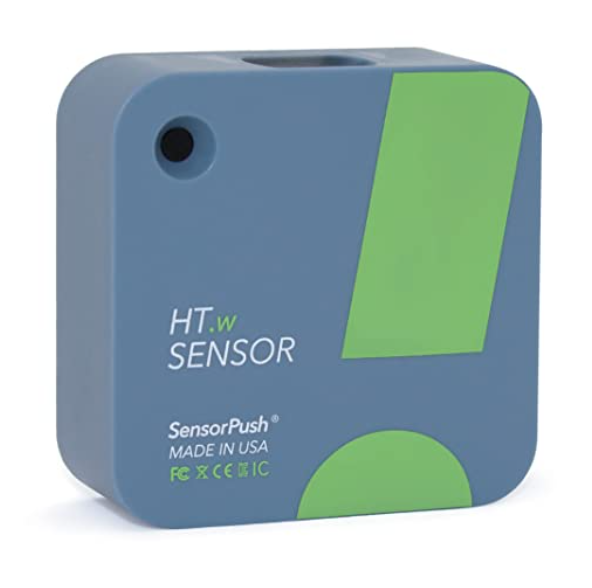 HT.w
SENSOR
SensorPush®
MADE IN USA
FC CE IC